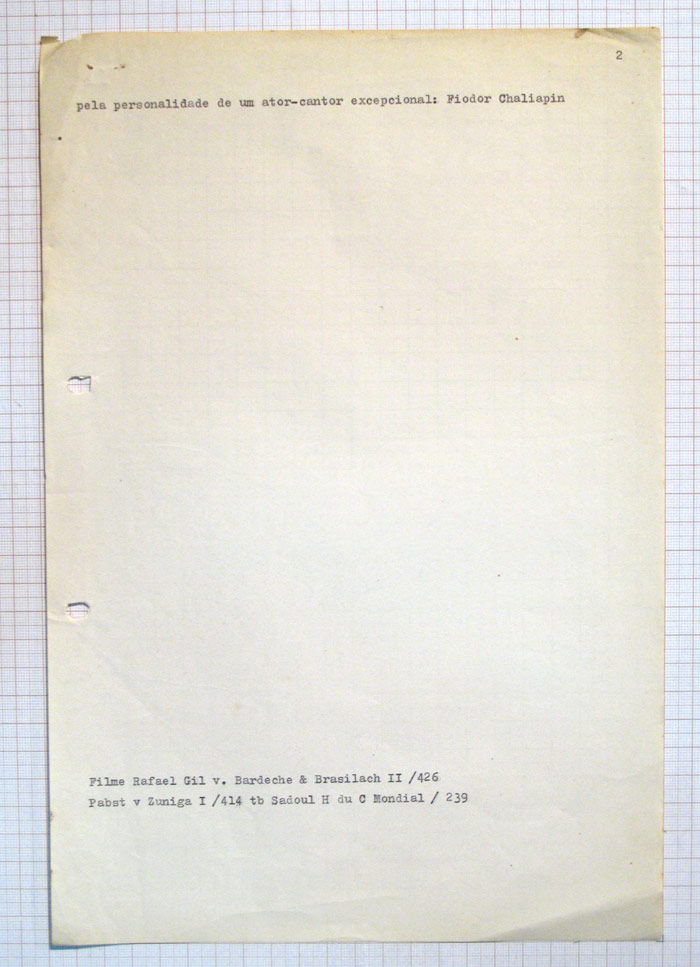 2
pela personalidade de um ator-cantor excepcional: Fiodor Chaliapin
Filme Rafael Gil v. Bardeche & Brasilach II /426
Pabst v Zuniga I /414 tb Sadoul H du C Mondial / 239